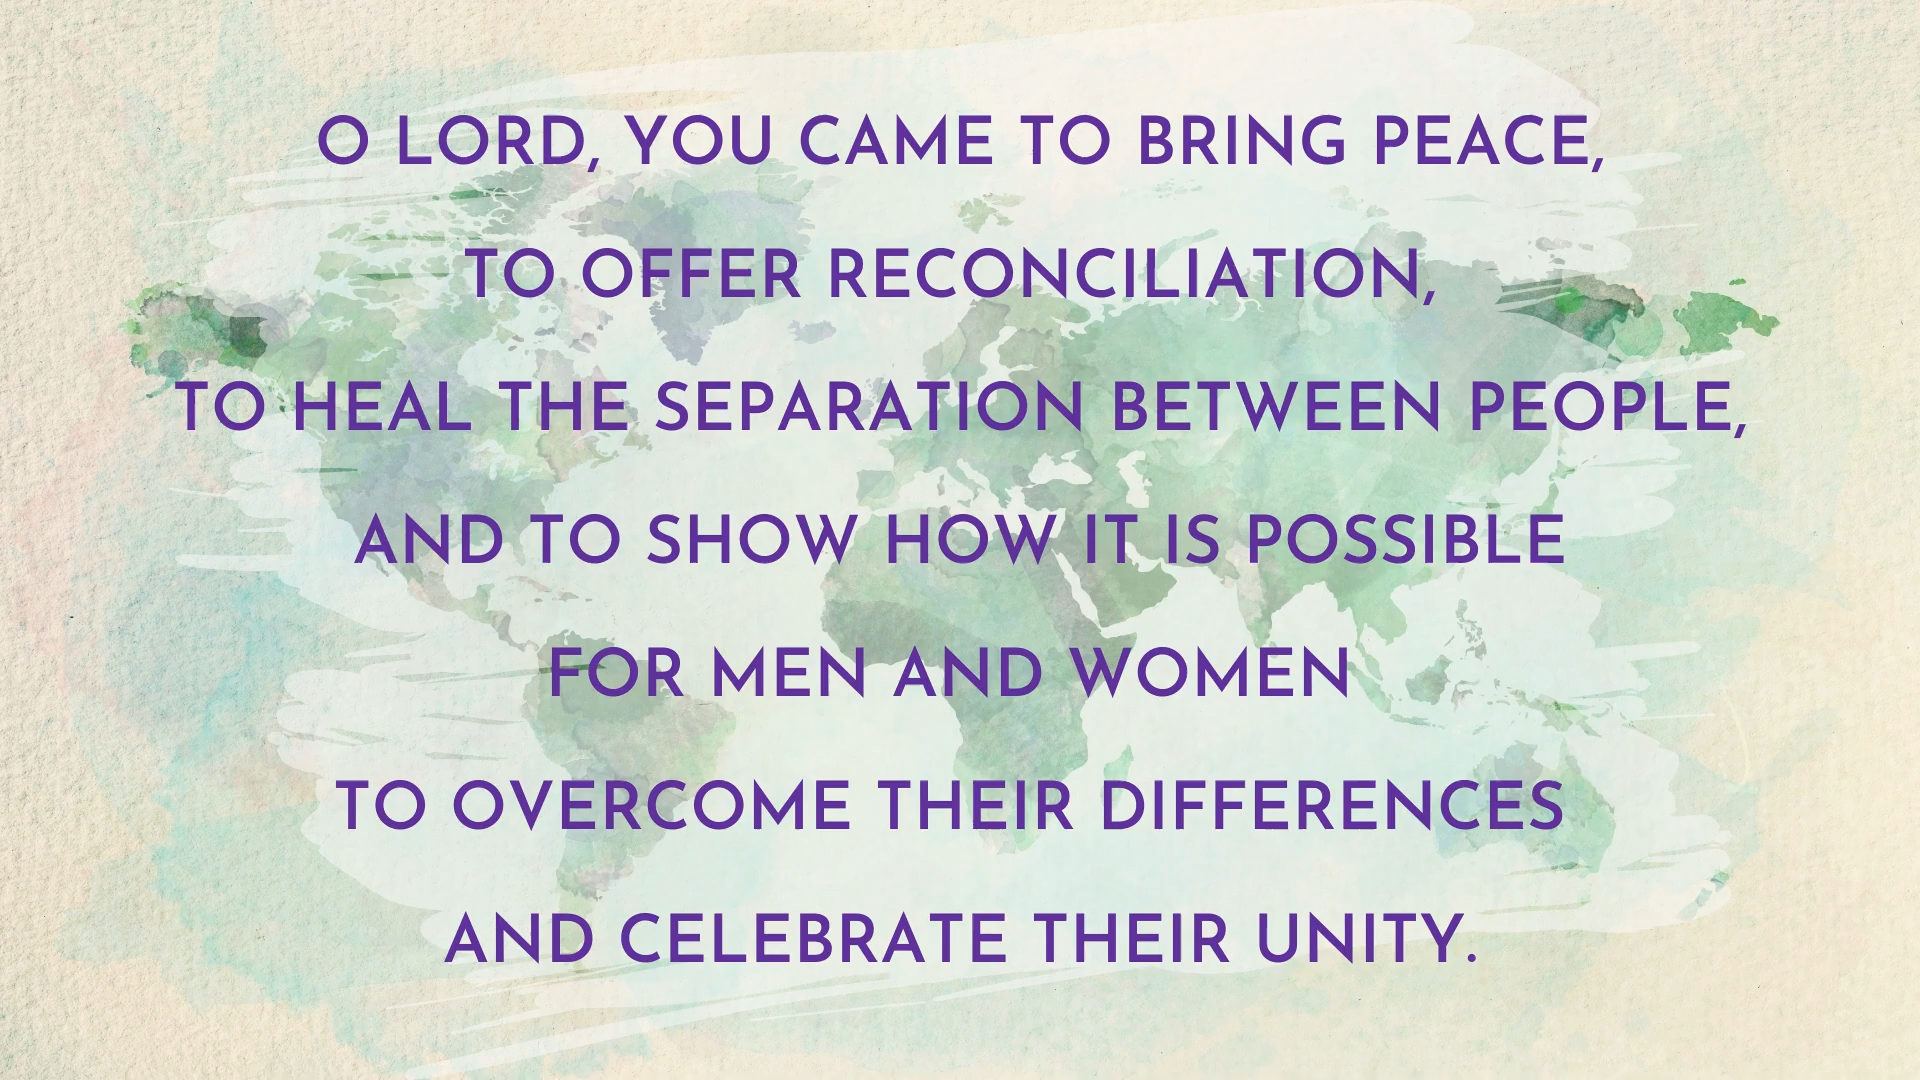 O LORD, YOU CAME TO BRING PEACE,
TO OFFER RECONCILIATION,
TO HEAL THE SEPARATION BETWEEN PEOPLE,
AND TO SHOW HOW IT IS POSSIBLE
FOR MEN AND WOMEN
TO OVERCOME THEIR DIFFERENCES
AND CELEBRATE THEIR UNITY.